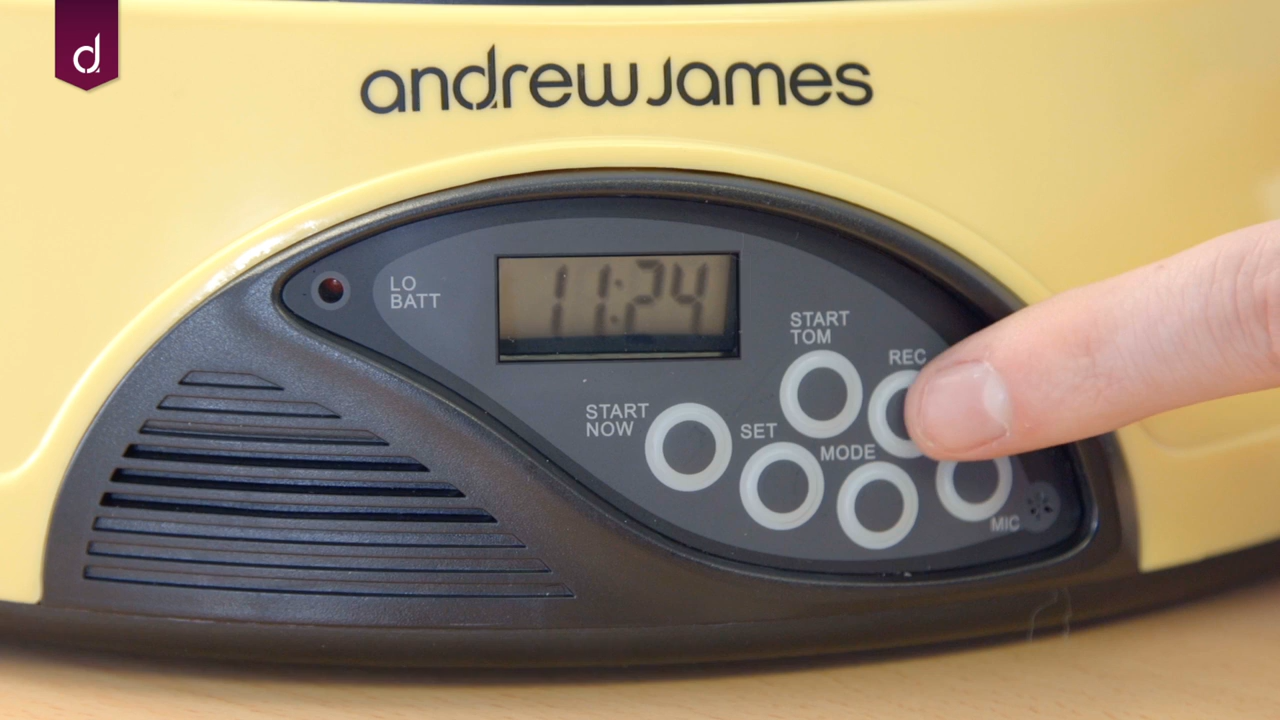 d
andrew James
LO
BATT
11:24
START
TOM
REC
START
NOW
SET
MODE
MIC